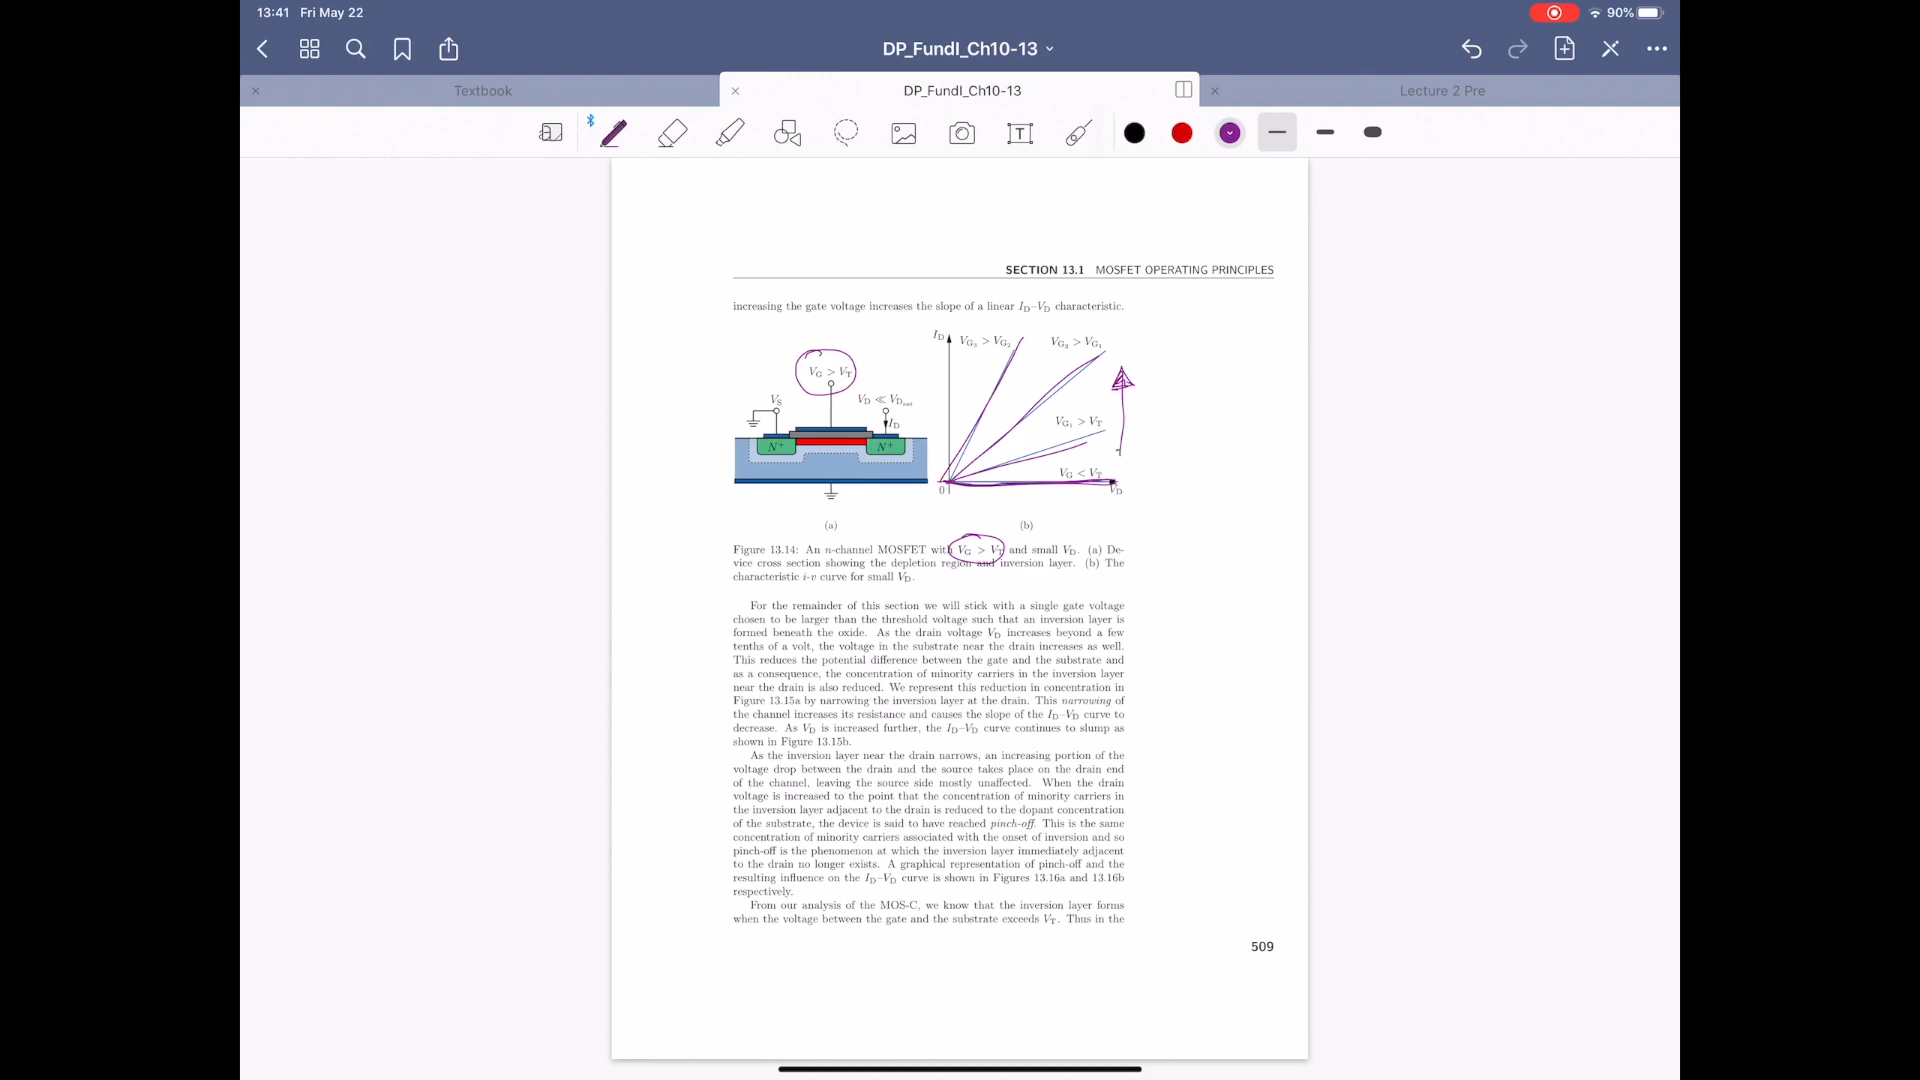 13:41 Fri May 22
90%
DP_FundI_Ch10-13
Textbook
DP_FundI_Ch10-13
Lecture 2 Pre
T
SECTION 13.1 MOSFET OPERATING PRINCIPLES
increasing the gate voltage increases the slope of a linear I_D–V_D characteristic.
I_D
V_G3 > V_G2
V_G2 > V_G1
V_G > V_T
V_S
V_D ≪ V_Dsat
I_D
V_G1 > V_T
N+
N+
V_G < V_T
0
V_D
(a)
(b)
Figure 13.14: An n-channel MOSFET with V_G > V_T and small V_D. (a) De-
vice cross section showing the depletion region and inversion layer. (b) The
characteristic i-v curve for small V_D.
For the remainder of this section we will stick with a single gate voltage
chosen to be larger than the threshold voltage such that an inversion layer is
formed beneath the oxide. As the drain voltage V_D increases beyond a few
tenths of a volt, the voltage in the substrate near the drain increases as well.
This reduces the potential difference between the gate and the substrate and
as a consequence, the concentration of minority carriers in the inversion layer
near the drain is also reduced. We represent this reduction in concentration in
Figure 13.15a by narrowing the inversion layer at the drain. This narrowing of
the channel increases its resistance and causes the slope of the I_D–V_D curve to
decrease. As V_D is increased further, the I_D–V_D curve continues to slump as
shown in Figure 13.15b.
As the inversion layer near the drain narrows, an increasing portion of the
voltage drop between the drain and the source takes place on the drain end
of the channel, leaving the source side mostly unaffected. When the drain
voltage is increased to the point that the concentration of minority carriers in
the inversion layer adjacent to the drain is reduced to the dopant concentration
of the substrate, the device is said to have reached pinch-off. This is the same
concentration of minority carriers associated with the onset of inversion and so
pinch-off is the phenomenon at which the inversion layer immediately adjacent
to the drain no longer exists. A graphical representation of pinch-off and the
resulting influence on the I_D–V_D curve is shown in Figures 13.16a and 13.16b
respectively.
From our analysis of the MOS-C, we know that the inversion layer forms
when the voltage between the gate and the substrate exceeds V_T. Thus in the
509